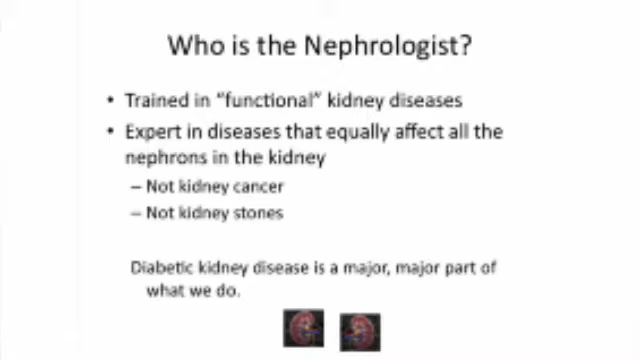 Who is the Nephrologist?
• Trained in “functional” kidney diseases
• Expert in diseases that equally affect all the
nephrons in the kidney
– Not kidney cancer
– Not kidney stones
Diabetic kidney disease is a major, major part of
what we do.